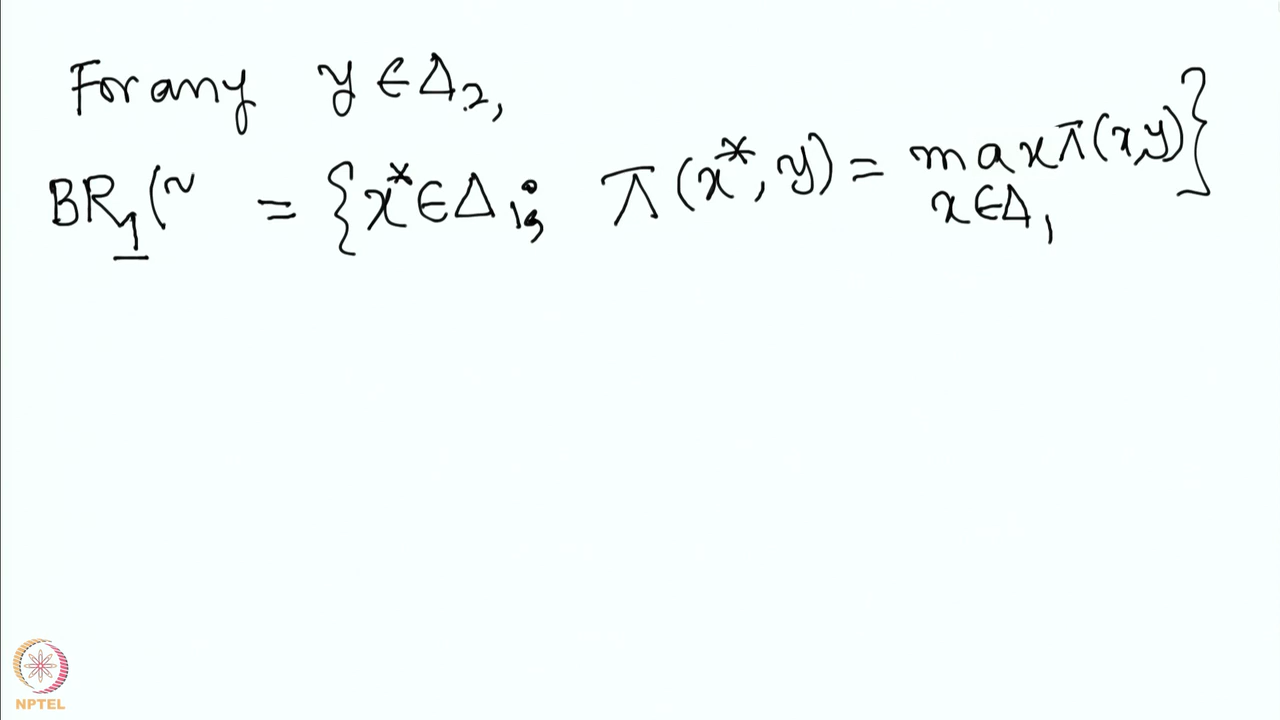 For any y ∈ Δ₂,
BR₁( = {x* ∈ Δ₁; π(x*, y) = max π(x,y)}
x ∈ Δ₁
NPTEL